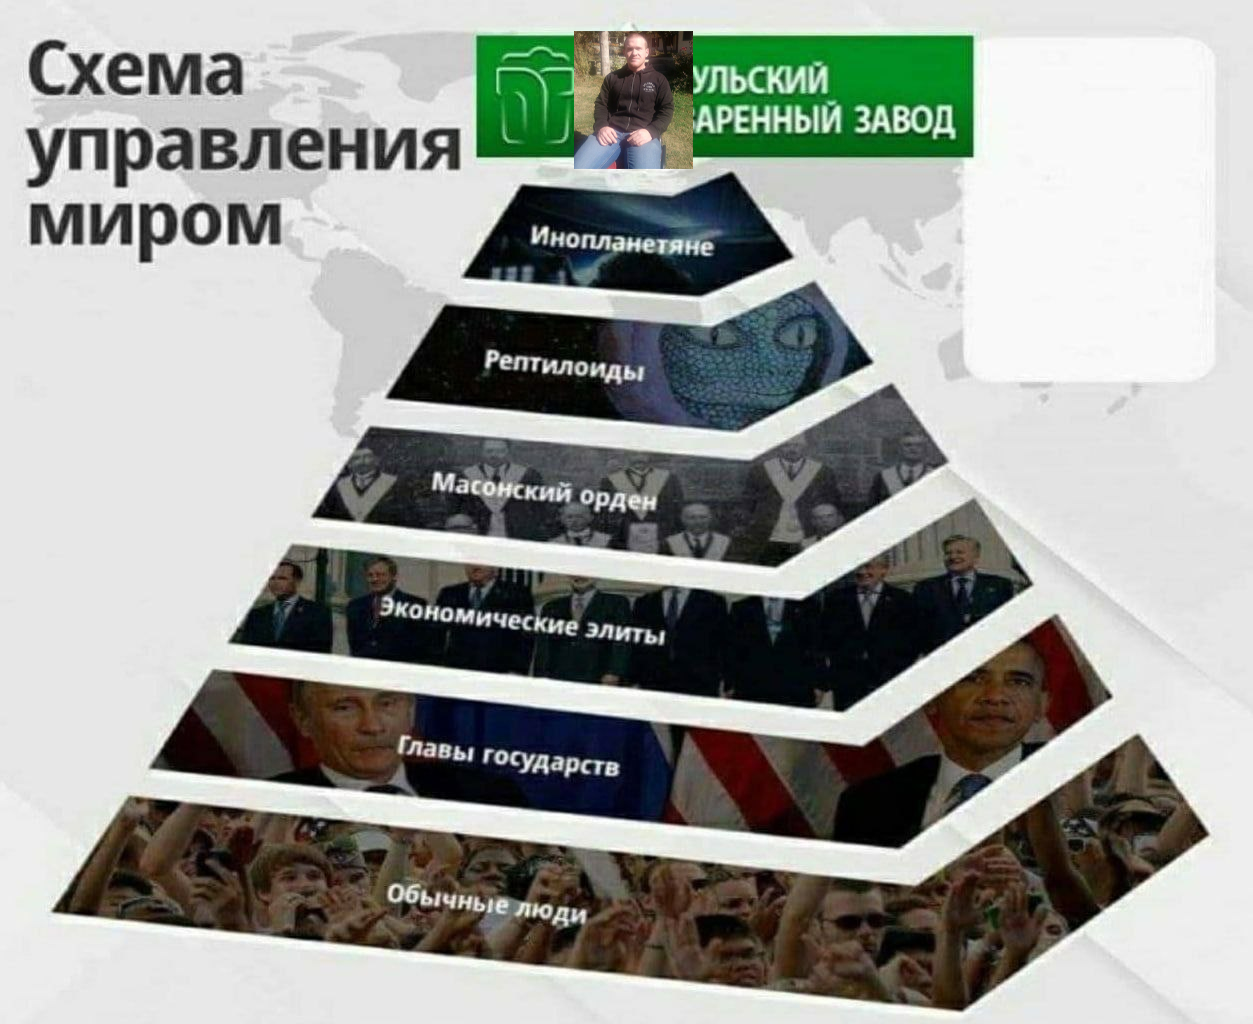 Схема
управления
миром
УЛЬСКИЙ
АРЕННЫЙ ЗАВОД
Инопланетяне
Рептилоиды
Масонский орден
Экономические элиты
Главы государств
Обычные люди